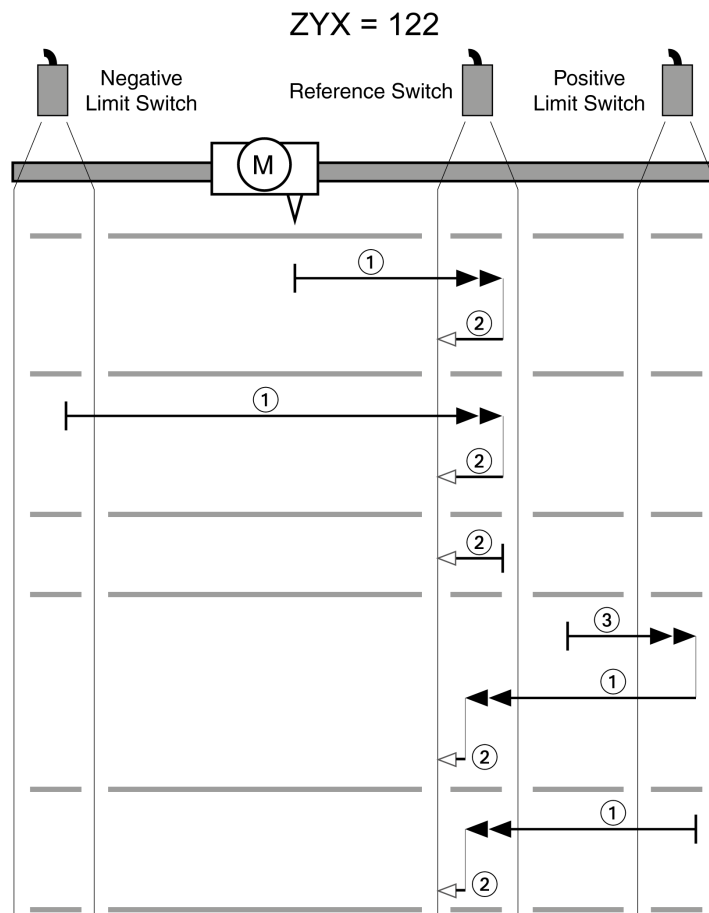 ZYX = 122
Negative
Limit Switch
Reference Switch
Positive
Limit Switch
M
1
2
1
2
2
3
1
2
1
2